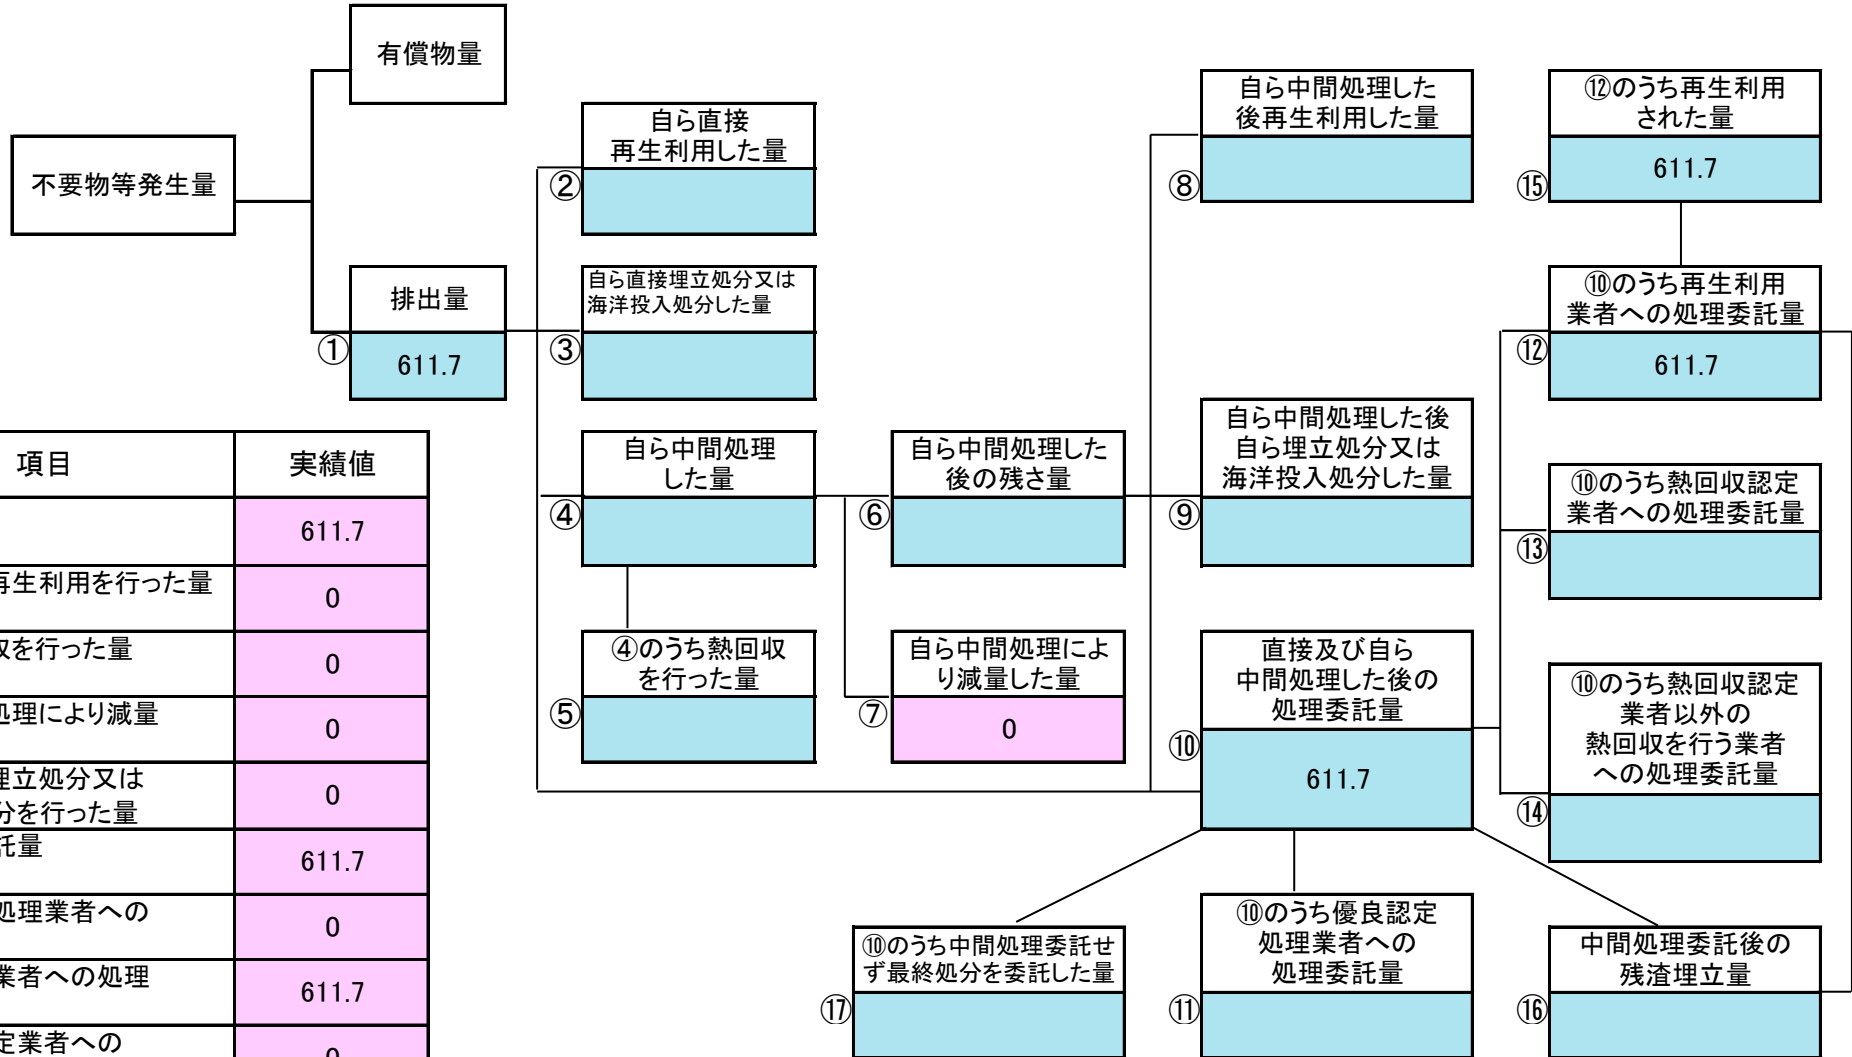 有償物量
不要物等発生量
排出量
①
611.7
自ら直接
再生利用した量
②
自ら直接埋立処分又は
海洋投入処分した量
③
自ら中間処理
した量
④
④のうち熱回収
を行った量
⑤
自ら中間処理した
後の残さ量
⑥
自ら中間処理によ
り減量した量
⑦
0
自ら中間処理した
後再生利用した量
⑧
自ら中間処理した後
自ら埋立処分又は
海洋投入処分した量
⑨
直接及び自ら
中間処理した後の
処理委託量
⑩
611.7
⑫のうち再生利用
された量
⑮
611.7
⑩のうち再生利用
業者への処理委託量
⑫
611.7
⑩のうち熱回収認定
業者への処理委託量
⑬
⑩のうち熱回収認定
業者以外の
熱回収を行う業者
への処理委託量
⑭
⑩のうち中間処理委託せ
ず最終処分を委託した量
⑰
⑩のうち優良認定
処理業者への
処理委託量
⑪
中間処理委託後の
残渣埋立量
⑯
項目
実績値
611.7
再生利用を行った量
0
を行った量
0
処理により減量
0
埋立処分又は
分を行った量
0
託量
611.7
処理業者への
0
業者への処理
611.7
定業者への
0